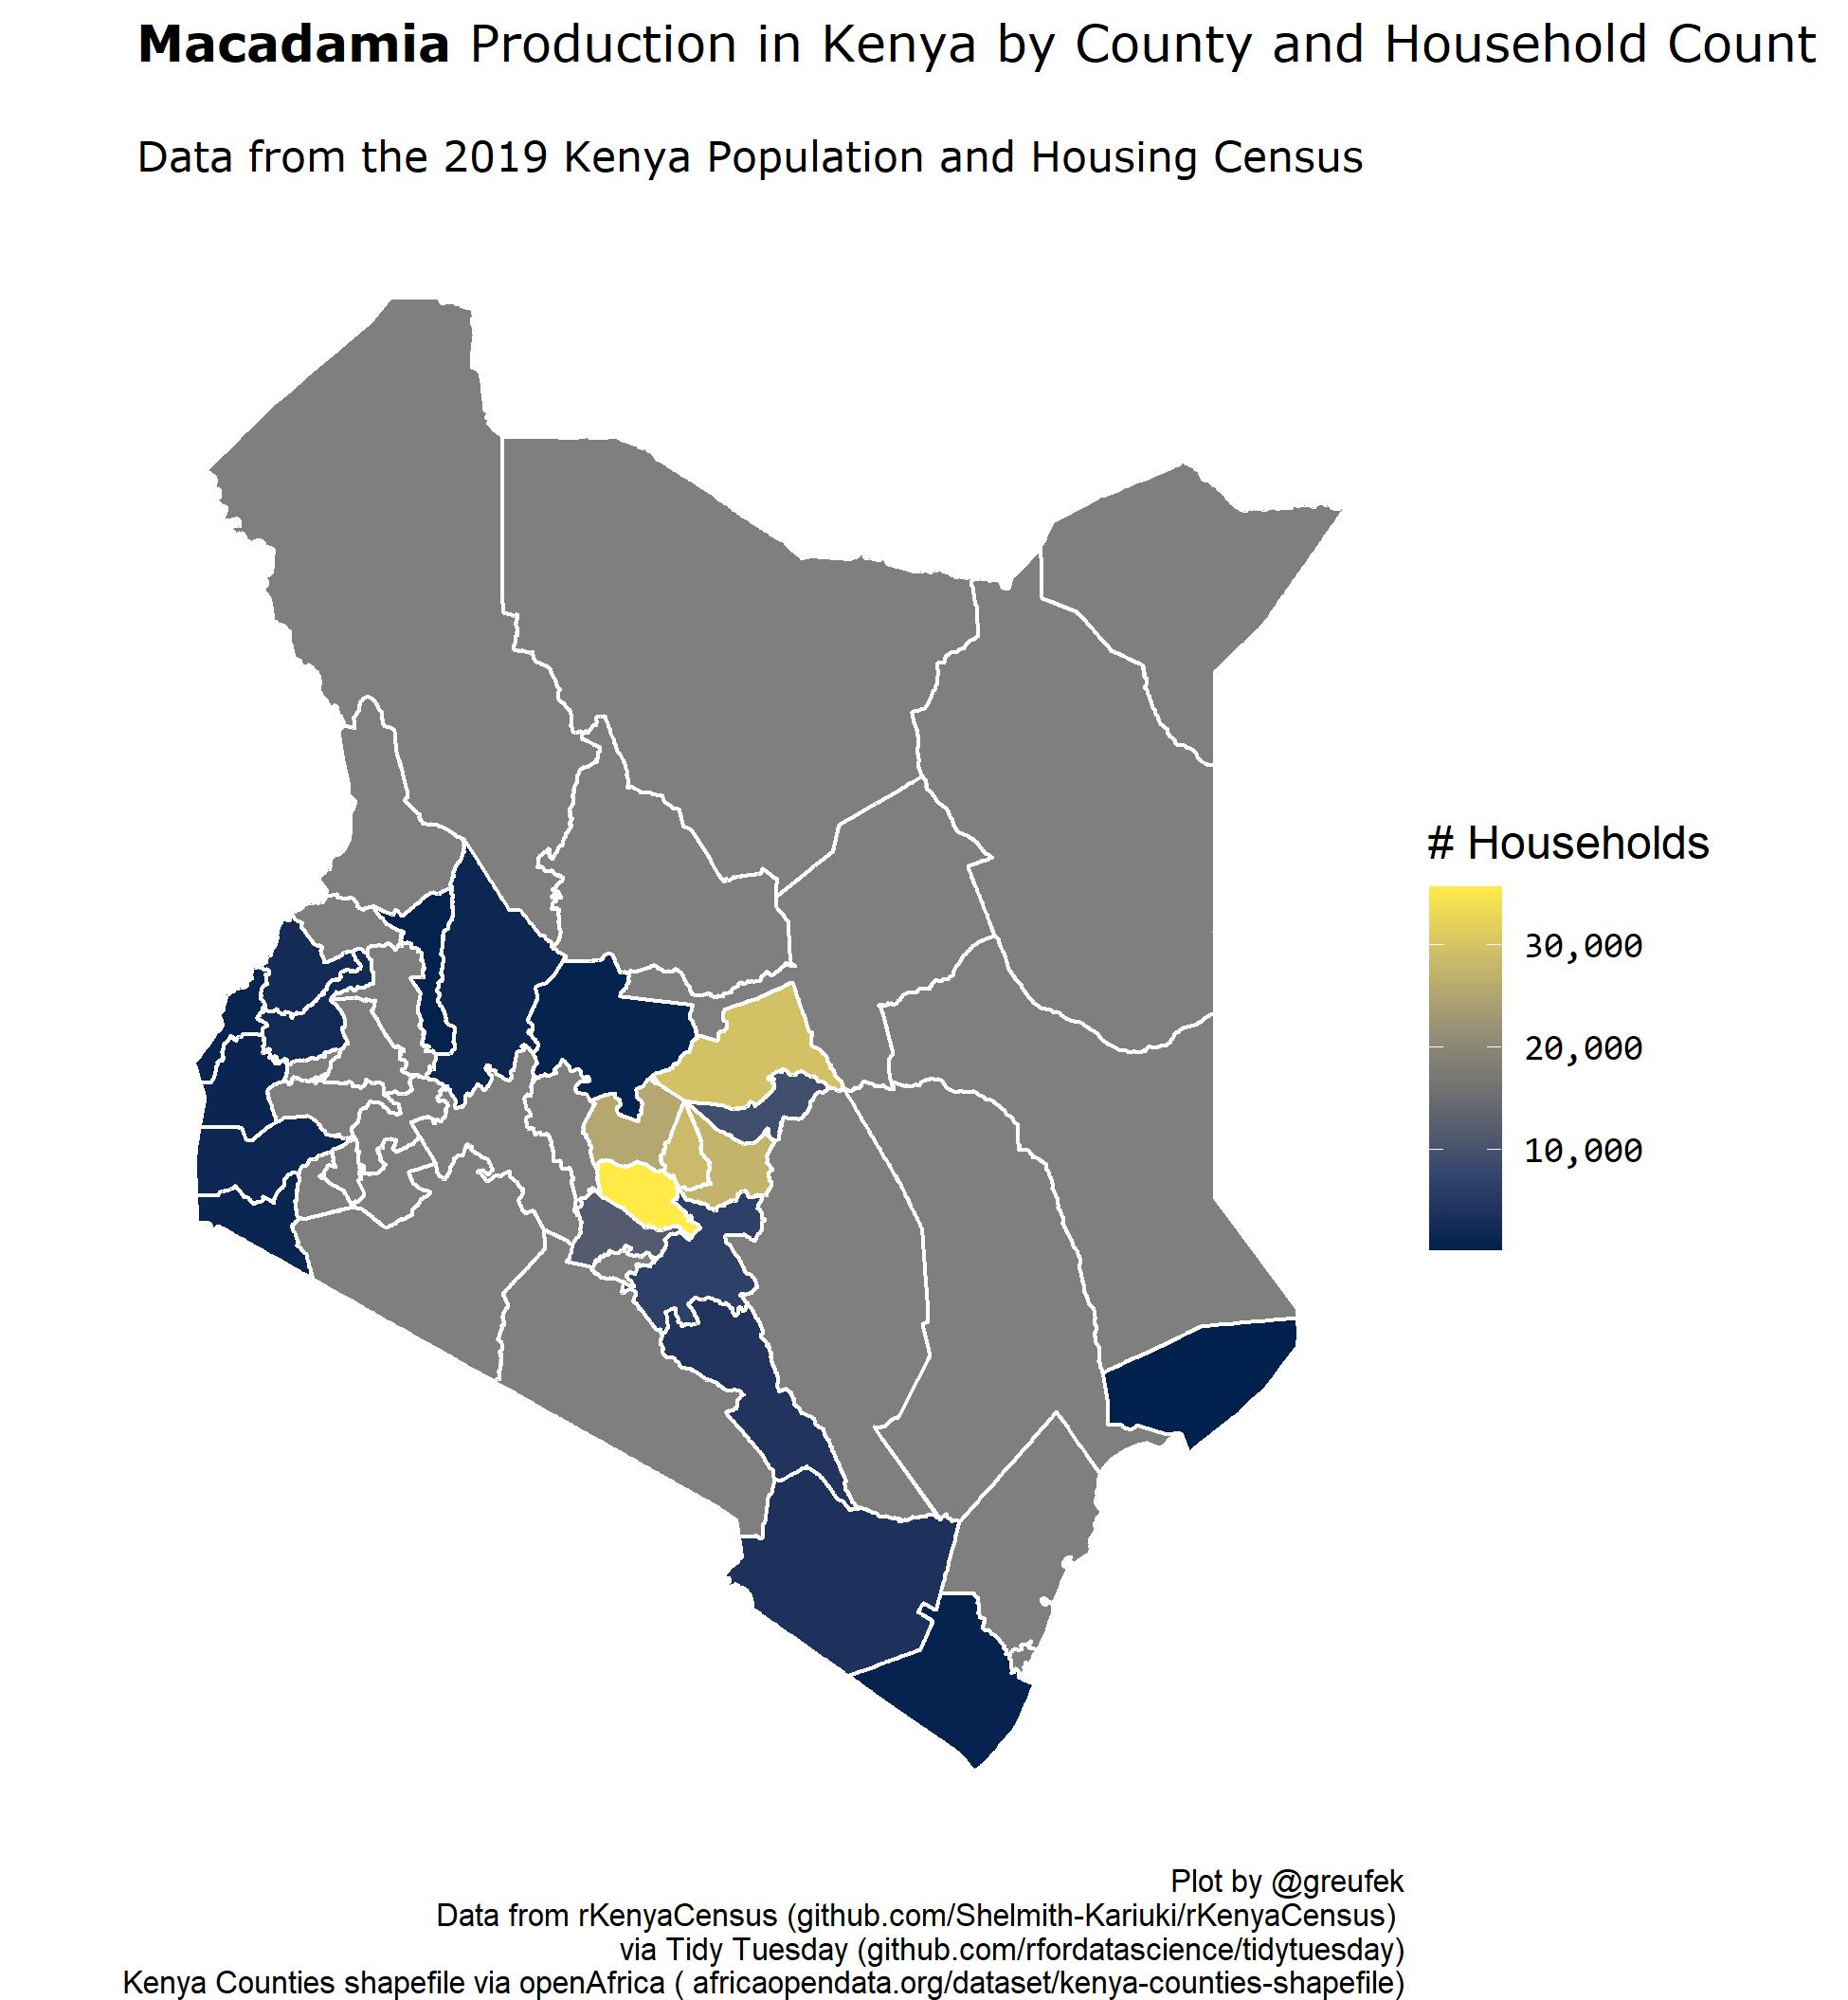 Macadamia Production in Kenya by County and Household Count
Data from the 2019 Kenya Population and Housing Census
# Households
30,000
20,000
10,000
Plot by @greufek
Data from rKenyaCensus (github.com/Shelmith-Kariuki/rKenyaCensus)
via Tidy Tuesday (github.com/rfordatascience/tidytuesday)
Kenya Counties shapefile via openAfrica ( africaopendata.org/dataset/kenya-counties-shapefile)